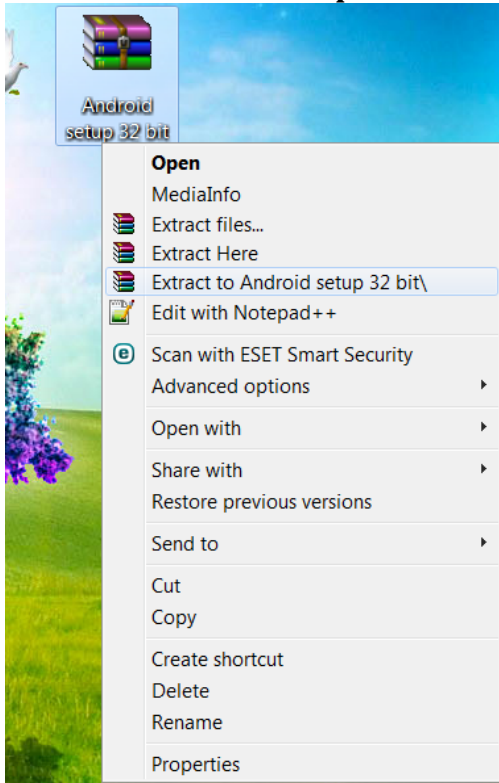 Android
setup 32 bit
Open
MediaInfo
Extract files...
Extract Here
Extract to Android setup 32 bit\
Edit with Notepad++
Scan with ESET Smart Security
Advanced options
Open with
Share with
Restore previous versions
Send to
Cut
Copy
Create shortcut
Delete
Rename
Properties